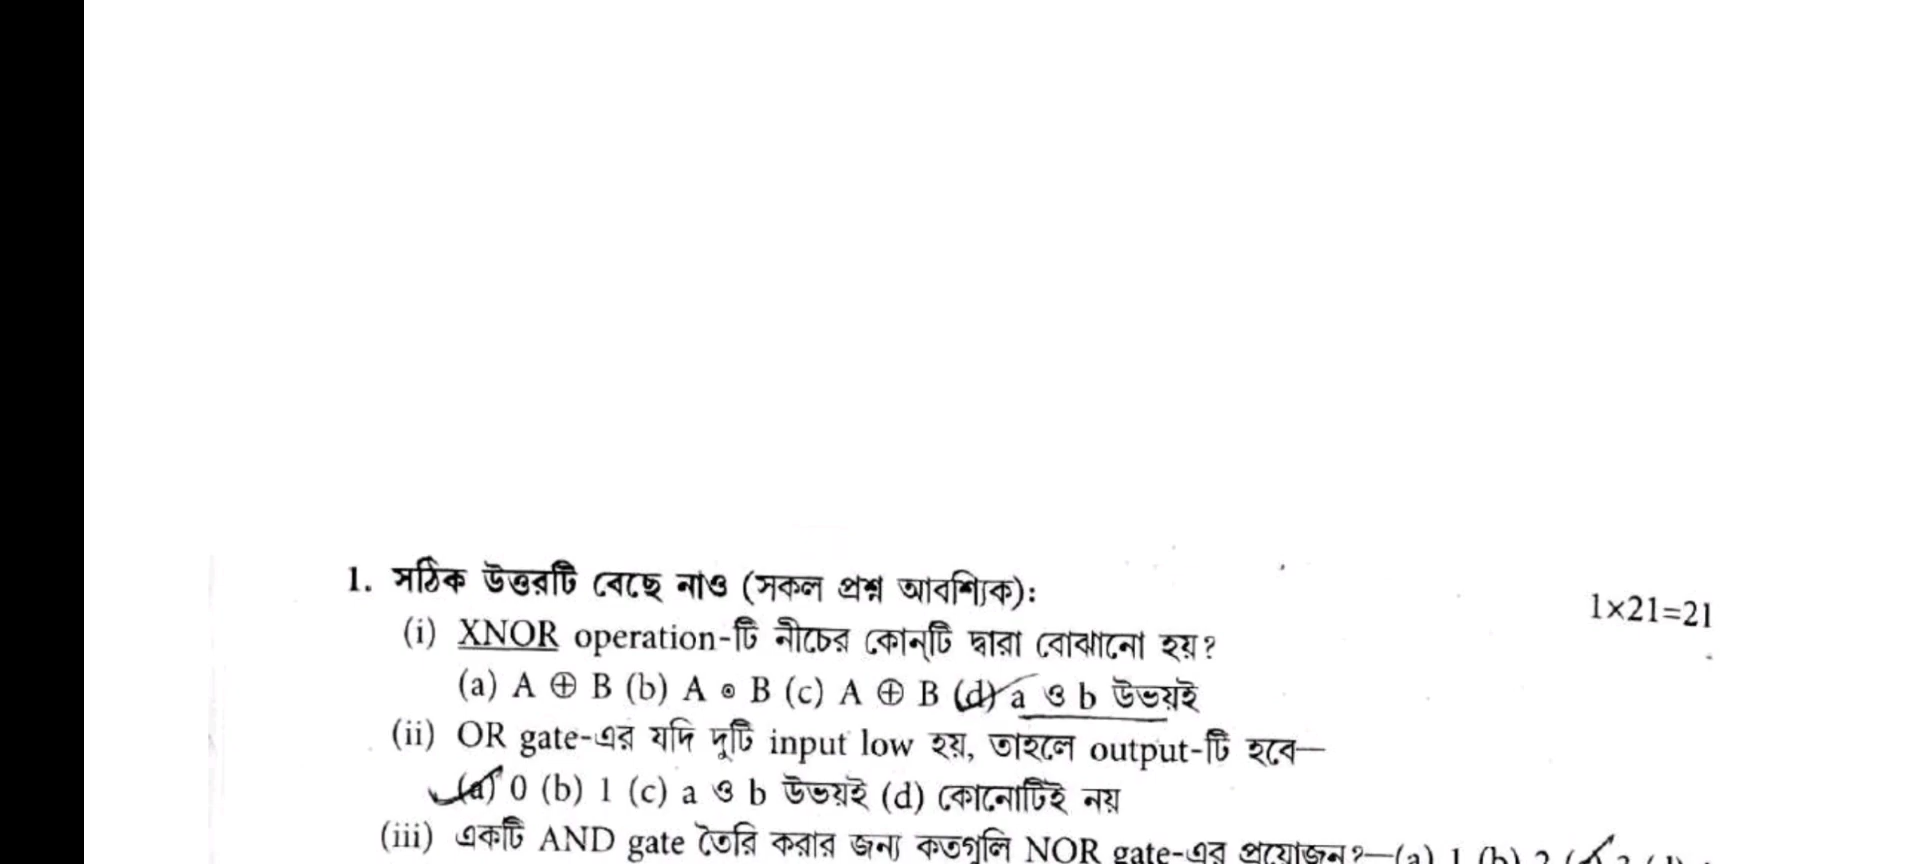 1. সঠিক উত্তরটি বেছে নাও (সকল প্রশ্ন আবশ্যিক): 1×21=21
(i) XNOR operation-টি নীচের কোন্‌টি দ্বারা বোঝানো হয়?
(a) A ⊕ B (b) A ⊙ B (c) A ⊕ B (d) a ও b উভয়ই
(ii) OR gate-এর যদি দুটি input low হয়, তাহলে output-টি হবে—
(a) 0 (b) 1 (c) a ও b উভয়ই (d) কোনোটিই নয়
(iii) একটি AND gate তৈরি করার জন্য কতগুলি NOR gate-এর প্রয়োজন?—(a) 1 (b) 2